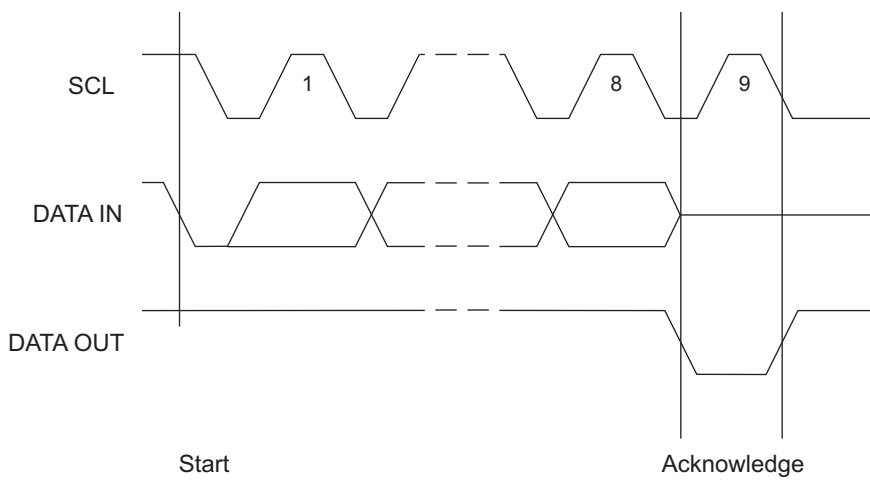 SCL
1
8
9
DATA IN
DATA OUT
Start
Acknowledge